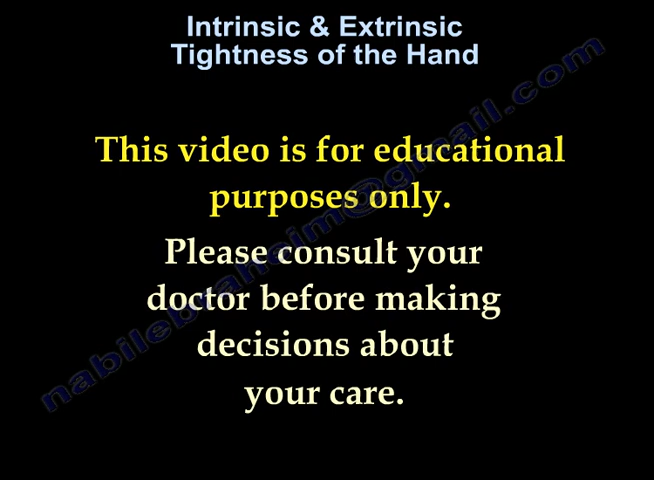 Intrinsic & Extrinsic
Tightness of the Hand
This video is for educational
purposes only.
Please consult your
doctor before making
decisions about
your care.
nabilebraheim@gmail.com